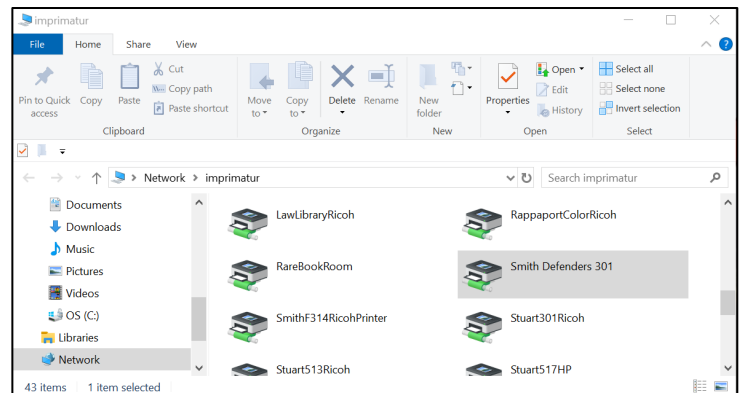 imprimatur
File Home Share View
Pin to Quick access
Copy
Paste
Cut
Copy path
Paste shortcut
Move to
Copy to
Delete
Rename
New folder
Properties
Open
Edit
History
Select all
Select none
Invert selection
Clipboard Organize New Open Select
Network > imprimatur
Search imprimatur
Documents
Downloads
Music
Pictures
Videos
OS (C:)
Libraries
Network
LawLibraryRicoh RappaportColorRicoh
RareBookRoom Smith Defenders 301
SmithF314RicohPrinter Stuart301Ricoh
Stuart513Ricoh Stuart517HP
43 items 1 item selected